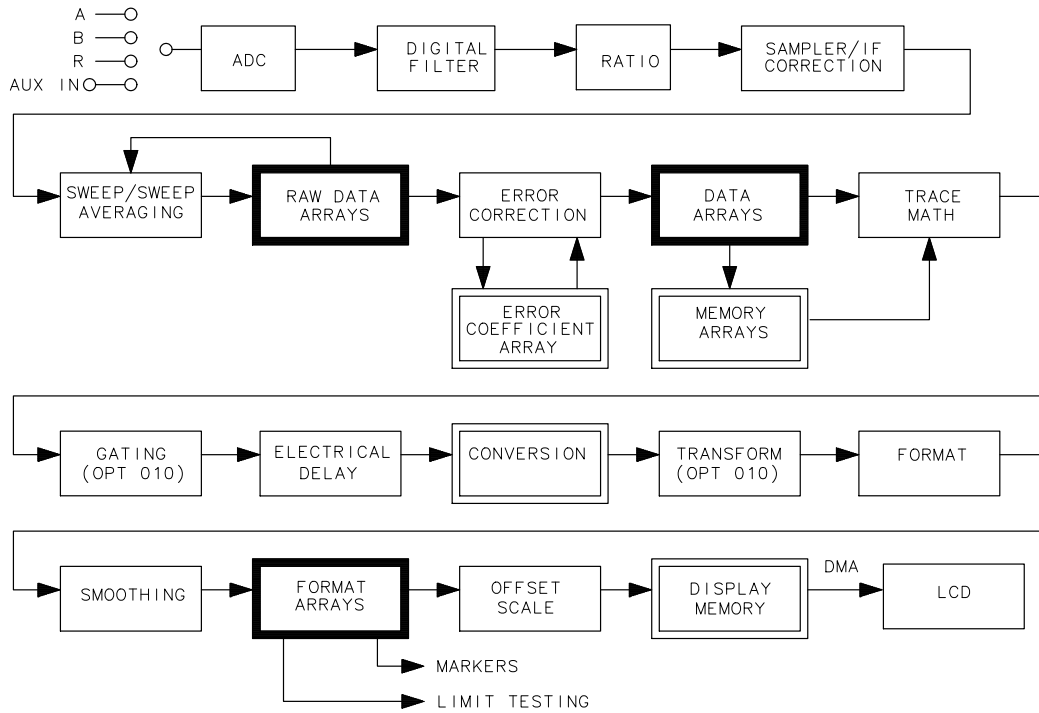 A
B
R
AUX IN
ADC
DIGITAL
FILTER
RATIO
SAMPLER/IF
CORRECTION
SWEEP/SWEEP
AVERAGING
RAW DATA
ARRAYS
ERROR
CORRECTION
DATA
ARRAYS
TRACE
MATH
ERROR
COEFFICIENT
ARRAY
MEMORY
ARRAYS
GATING
(OPT 010)
ELECTRICAL
DELAY
CONVERSION
TRANSFORM
(OPT 010)
FORMAT
SMOOTHING
FORMAT
ARRAYS
OFFSET
SCALE
DISPLAY
MEMORY
DMA
LCD
MARKERS
LIMIT TESTING